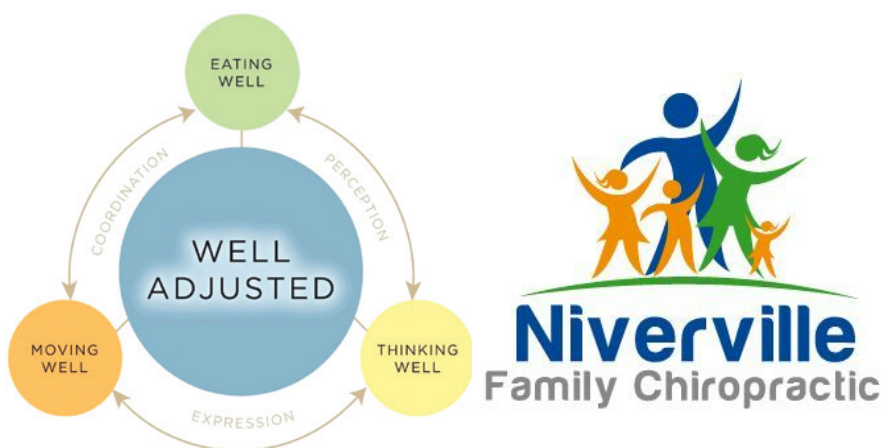 EATING
WELL
COORDINATION
PERCEPTION
WELL
ADJUSTED
MOVING
WELL
THINKING
WELL
EXPRESSION
Niverville
Family Chiropractic